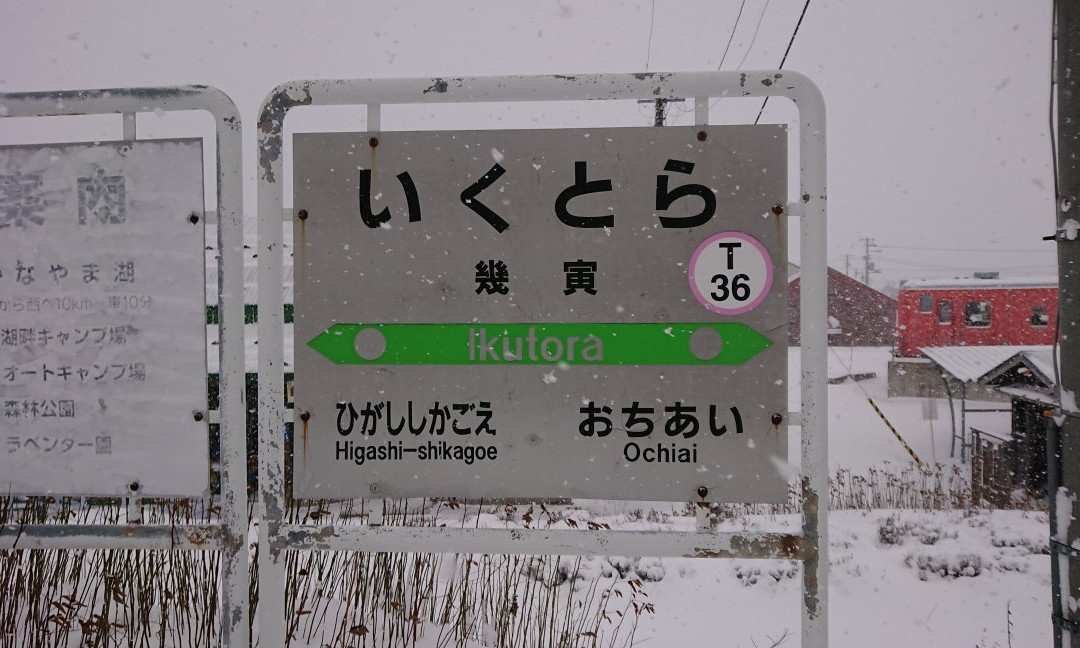 案内
なやま湖
から西へ10km 車10分
湖畔キャンプ場
オートキャンプ場
森林公園
ラベンダー園
いくとら
幾寅
T
36
Ikutora
ひがししかごえ
Higashi-shikagoe
おちあい
Ochiai